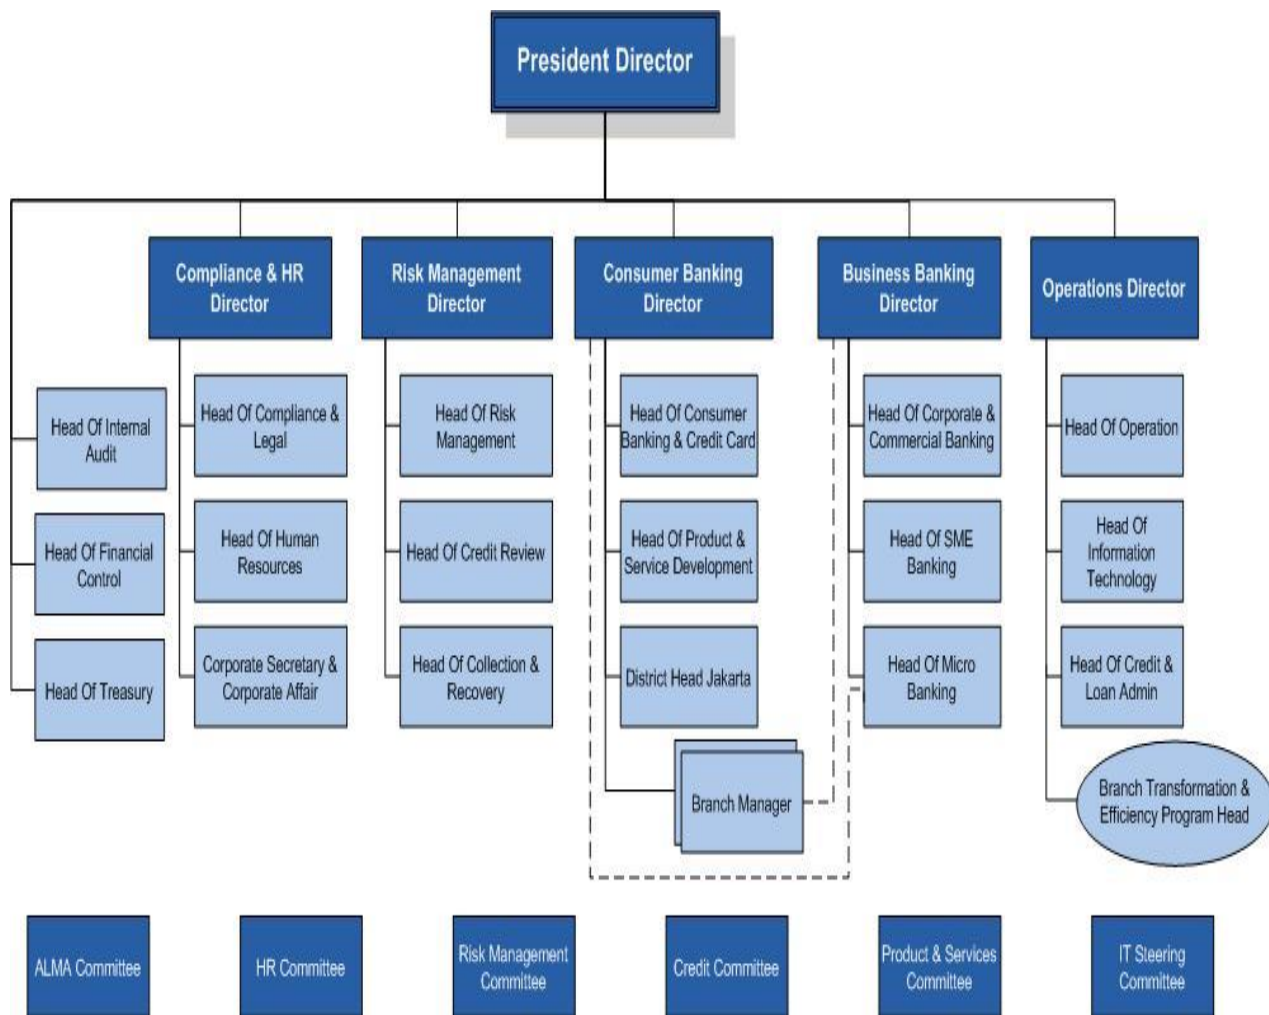 President Director
Compliance & HR
Director
Risk Management
Director
Consumer Banking
Director
Business Banking
Director
Operations Director
Head Of Internal
Audit
Head Of Financial
Control
Head Of Treasury
Head Of Compliance &
Legal
Head Of Human
Resources
Corporate Secretary &
Corporate Affair
Head Of Risk
Management
Head Of Credit Review
Head Of Collection &
Recovery
Head Of Consumer
Banking & Credit Card
Head Of Product &
Service Development
District Head Jakarta
Branch Manager
Head Of Corporate &
Commercial Banking
Head Of SME
Banking
Head Of Micro
Banking
Head Of Operation
Head Of
Information
Technology
Head Of Credit &
Loan Admin
Branch Transformation &
Efficiency Program Head
ALMA Committee
HR Committee
Risk Management
Committee
Credit Committee
Product & Services
Committee
IT Steering
Committee